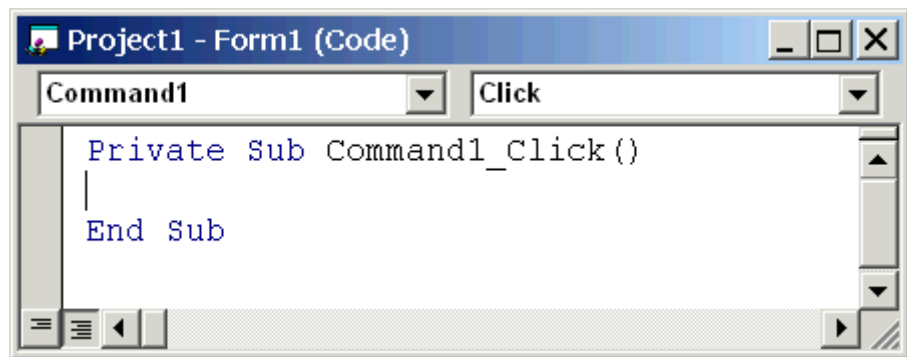 Project1 - Form1 (Code)
Command1 Click
Private Sub Command1_Click()
End Sub